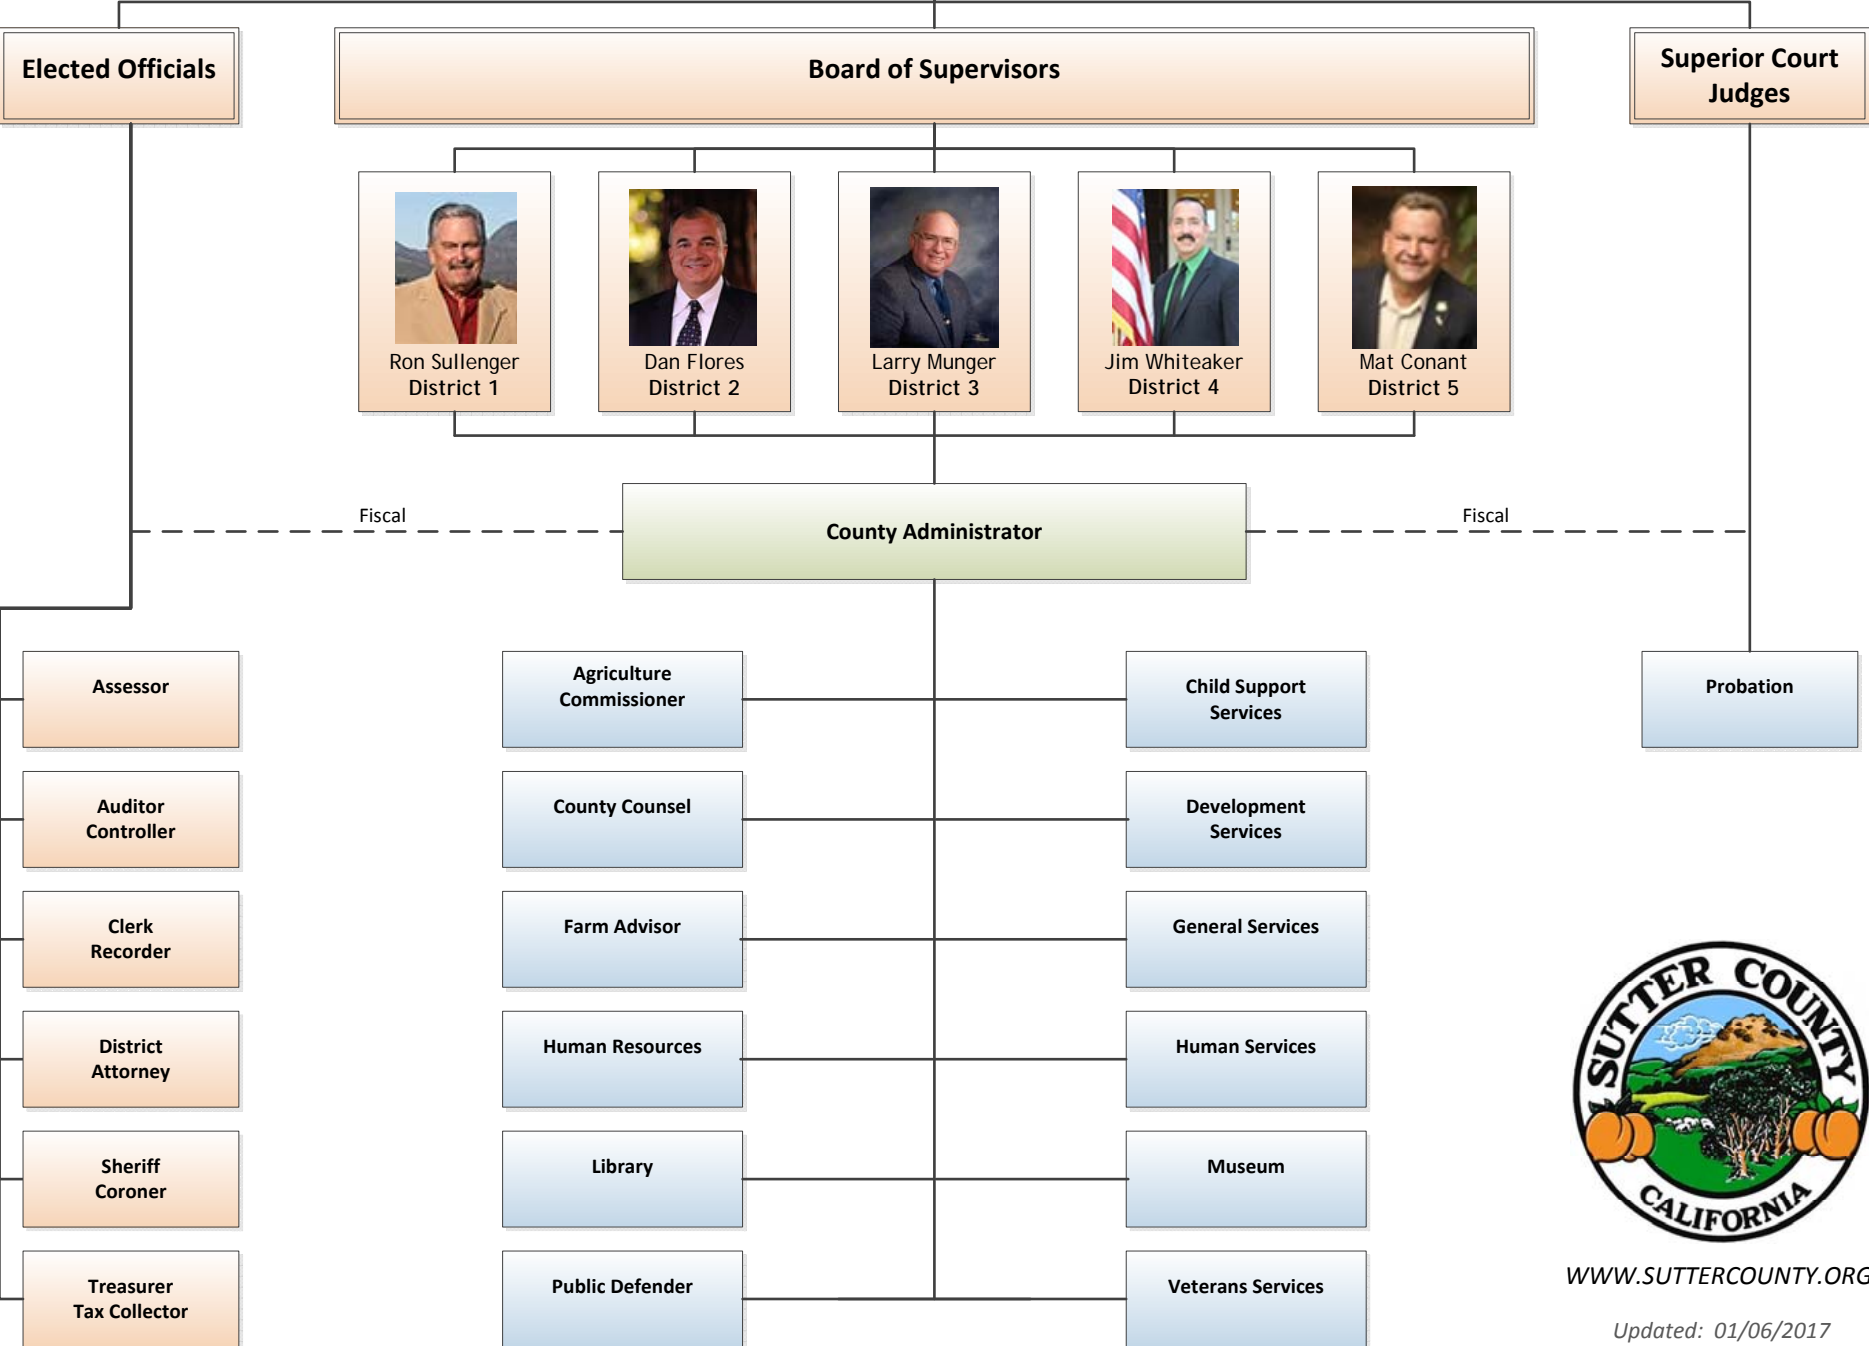 Elected Officials
Board of Supervisors
Superior Court
Judges
Ron Sullenger
District 1
Dan Flores
District 2
Larry Munger
District 3
Jim Whiteaker
District 4
Mat Conant
District 5
Fiscal
County Administrator
Fiscal
Assessor
Agriculture
Commissioner
Child Support
Services
Probation
Auditor
Controller
County Counsel
Development
Services
Clerk
Recorder
Farm Advisor
General Services
District
Attorney
Human Resources
Human Services
Sheriff
Coroner
Library
Museum
Treasurer
Tax Collector
Public Defender
Veterans Services
SUTTER COUNTY
CALIFORNIA
WWW.SUTTERCOUNTY.ORG
Updated: 01/06/2017